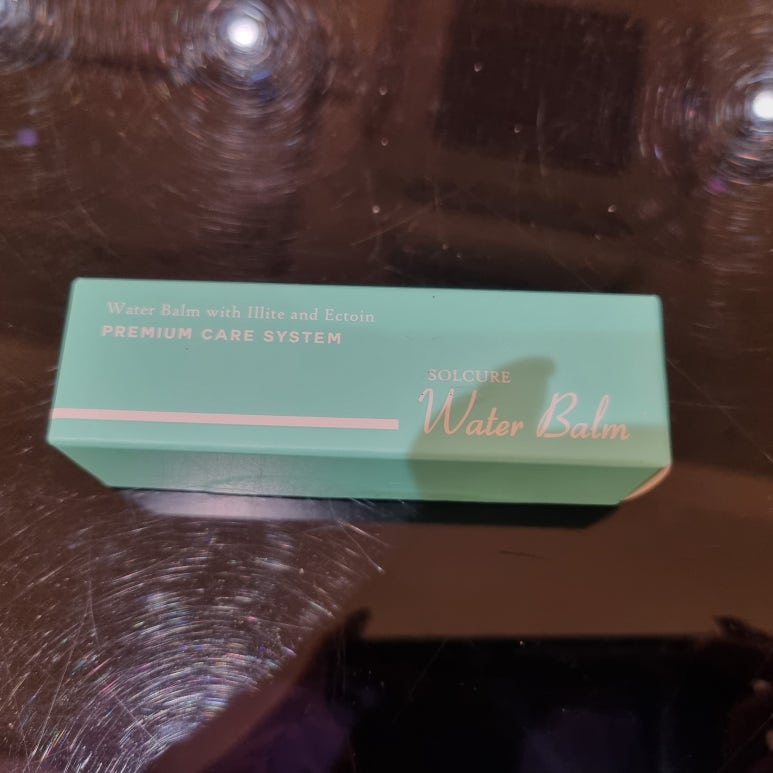 Water Balm with Illite and Ectoin
PREMIUM CARE SYSTEM
SOLCURE
Water Balm